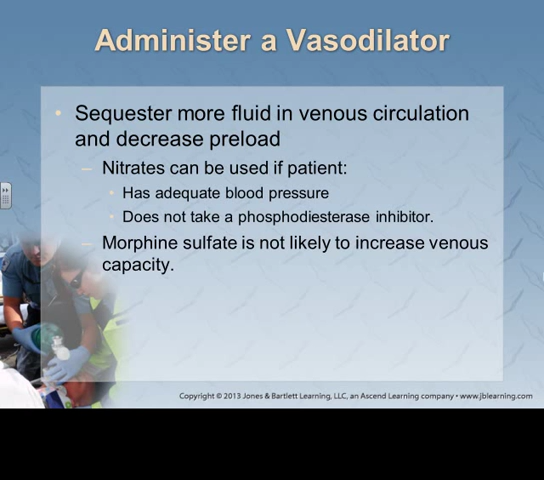 Administer a Vasodilator
• Sequester more fluid in venous circulation
and decrease preload
– Nitrates can be used if patient:
• Has adequate blood pressure
• Does not take a phosphodiesterase inhibitor.
– Morphine sulfate is not likely to increase venous
capacity.
Copyright © 2013 Jones & Bartlett Learning, LLC, an Ascend Learning company • www.jblearning.com